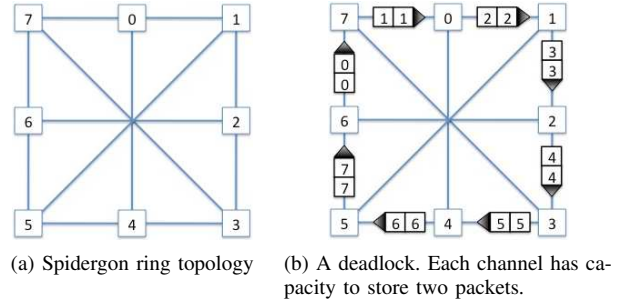 7 0 1
6 2
5 4 3
(a) Spidergon ring topology
7 1 1 0 2 2 1
0 0 3 3
6 2
7 7 4 4
5 6 6 4 5 5 3
(b) A deadlock. Each channel has ca-
pacity to store two packets.